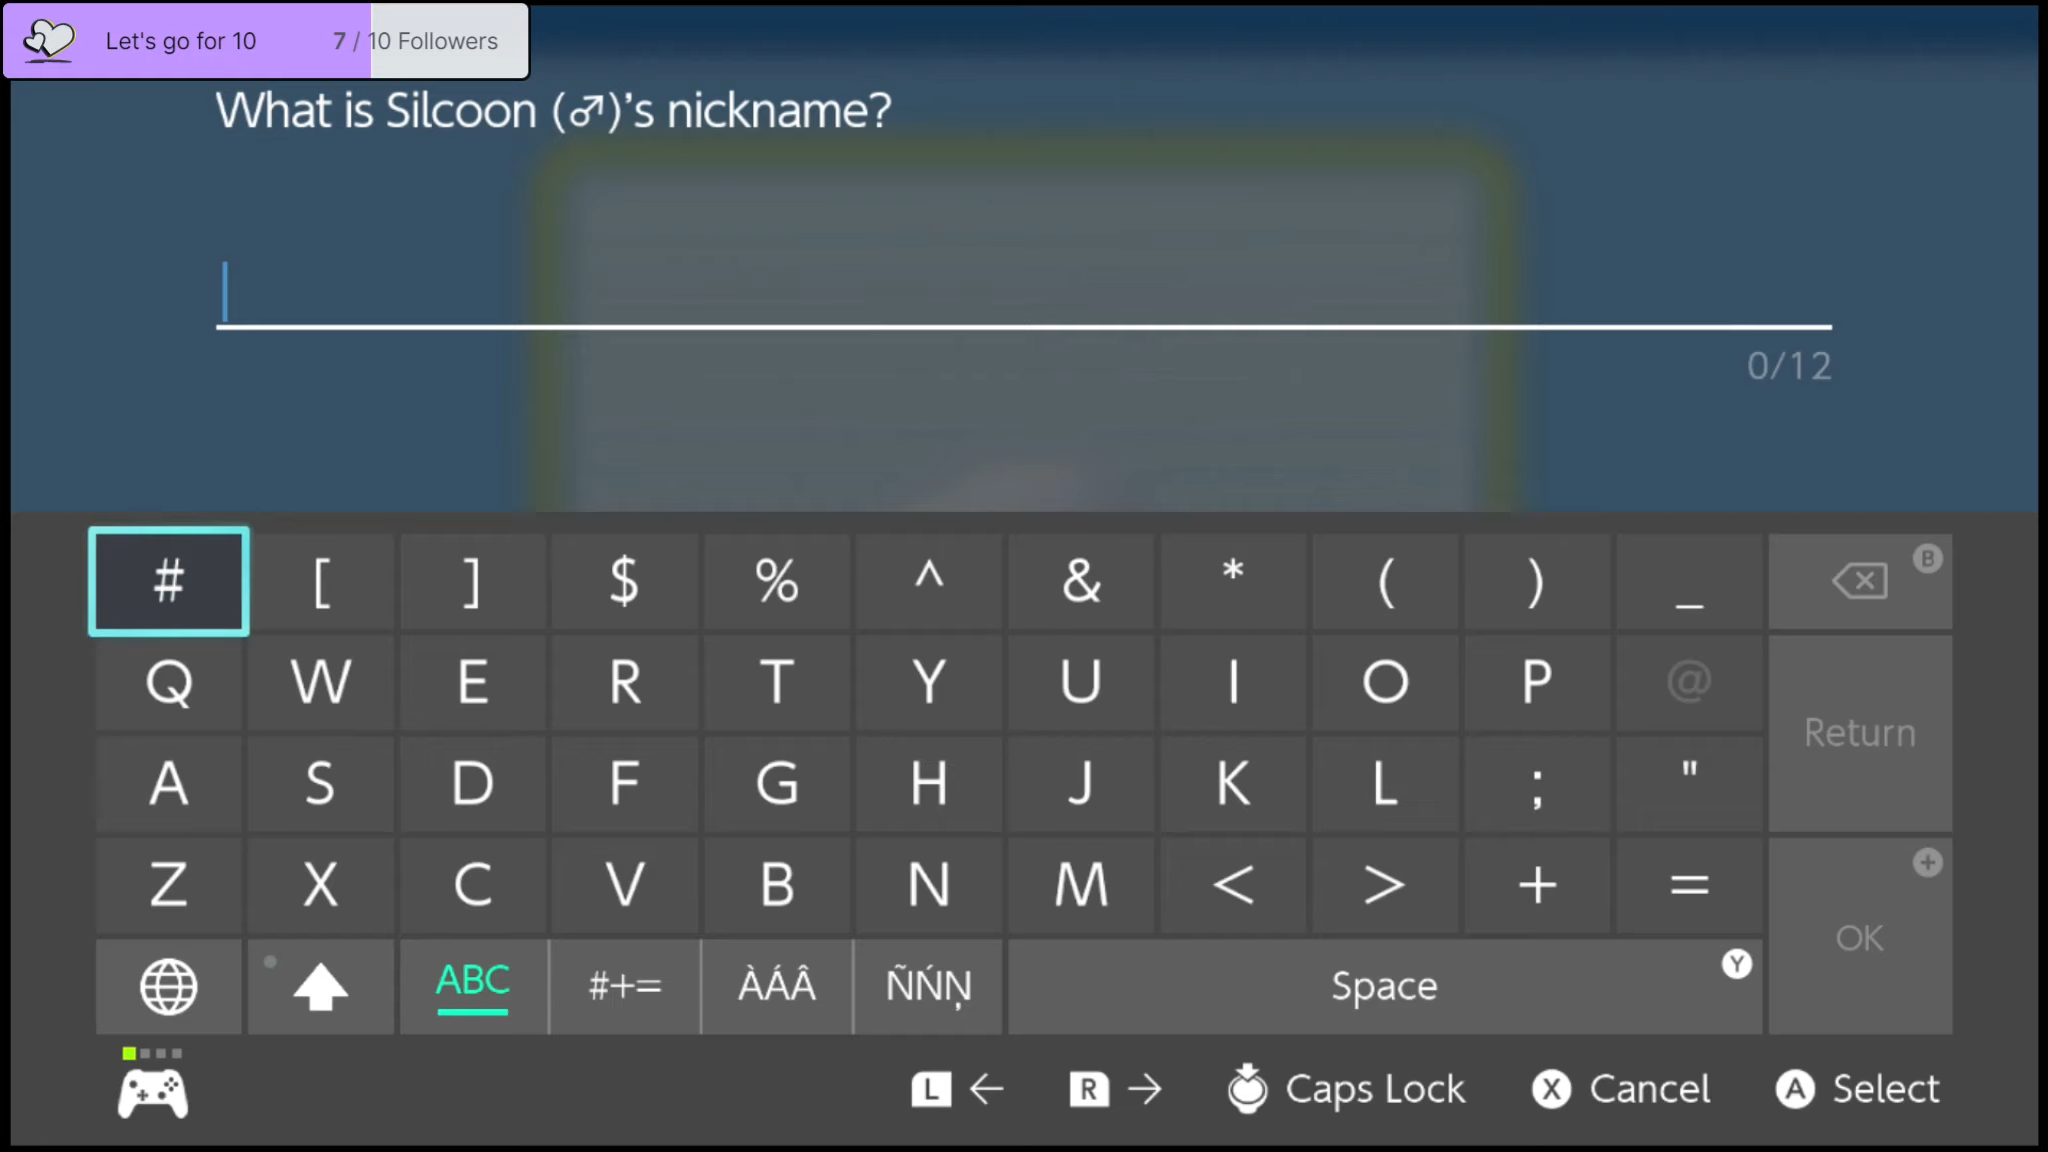 Let's go for 10 7 / 10 Followers
What is Silcoon (♂)'s nickname?
0/12
# [ ] $ % ^ & * ( ) _ B
Q W E R T Y U I O P @ Return
A S D F G H J K L ; "
Z X C V B N M < > + = +
OK
ABC #+= ÀÁÂ ÑŃŅ Space Y
L ← R → Caps Lock X Cancel A Select